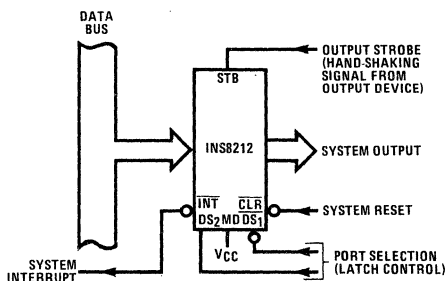 DATA
BUS
OUTPUT STROBE
(HAND-SHAKING
SIGNAL FROM
OUTPUT DEVICE)
STB
INS8212
SYSTEM OUTPUT
INT CLR
DS2 MD DS1
SYSTEM RESET
VCC
PORT SELECTION
(LATCH CONTROL)
SYSTEM
INTERRUPT